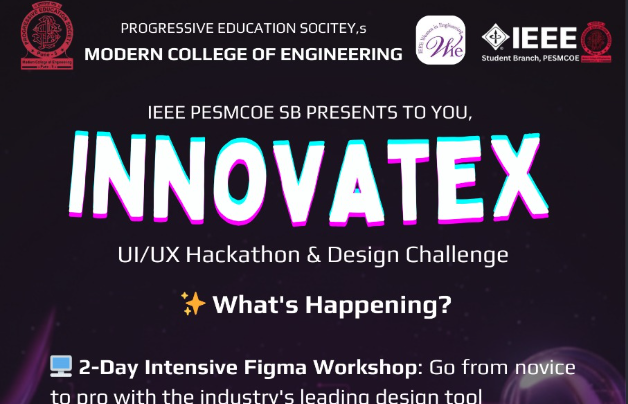 PROGRESSIVE EDUCATION SOCITEY,s
MODERN COLLEGE OF ENGINEERING
WiE
IEEE
Student Branch, PESMCOE
IEEE PESMCOE SB PRESENTS TO YOU,
INNOVATEX
UI/UX Hackathon & Design Challenge
✨ What's Happening?
🖥️ 2-Day Intensive Figma Workshop: Go from novice
to pro with the industry's leading design tool